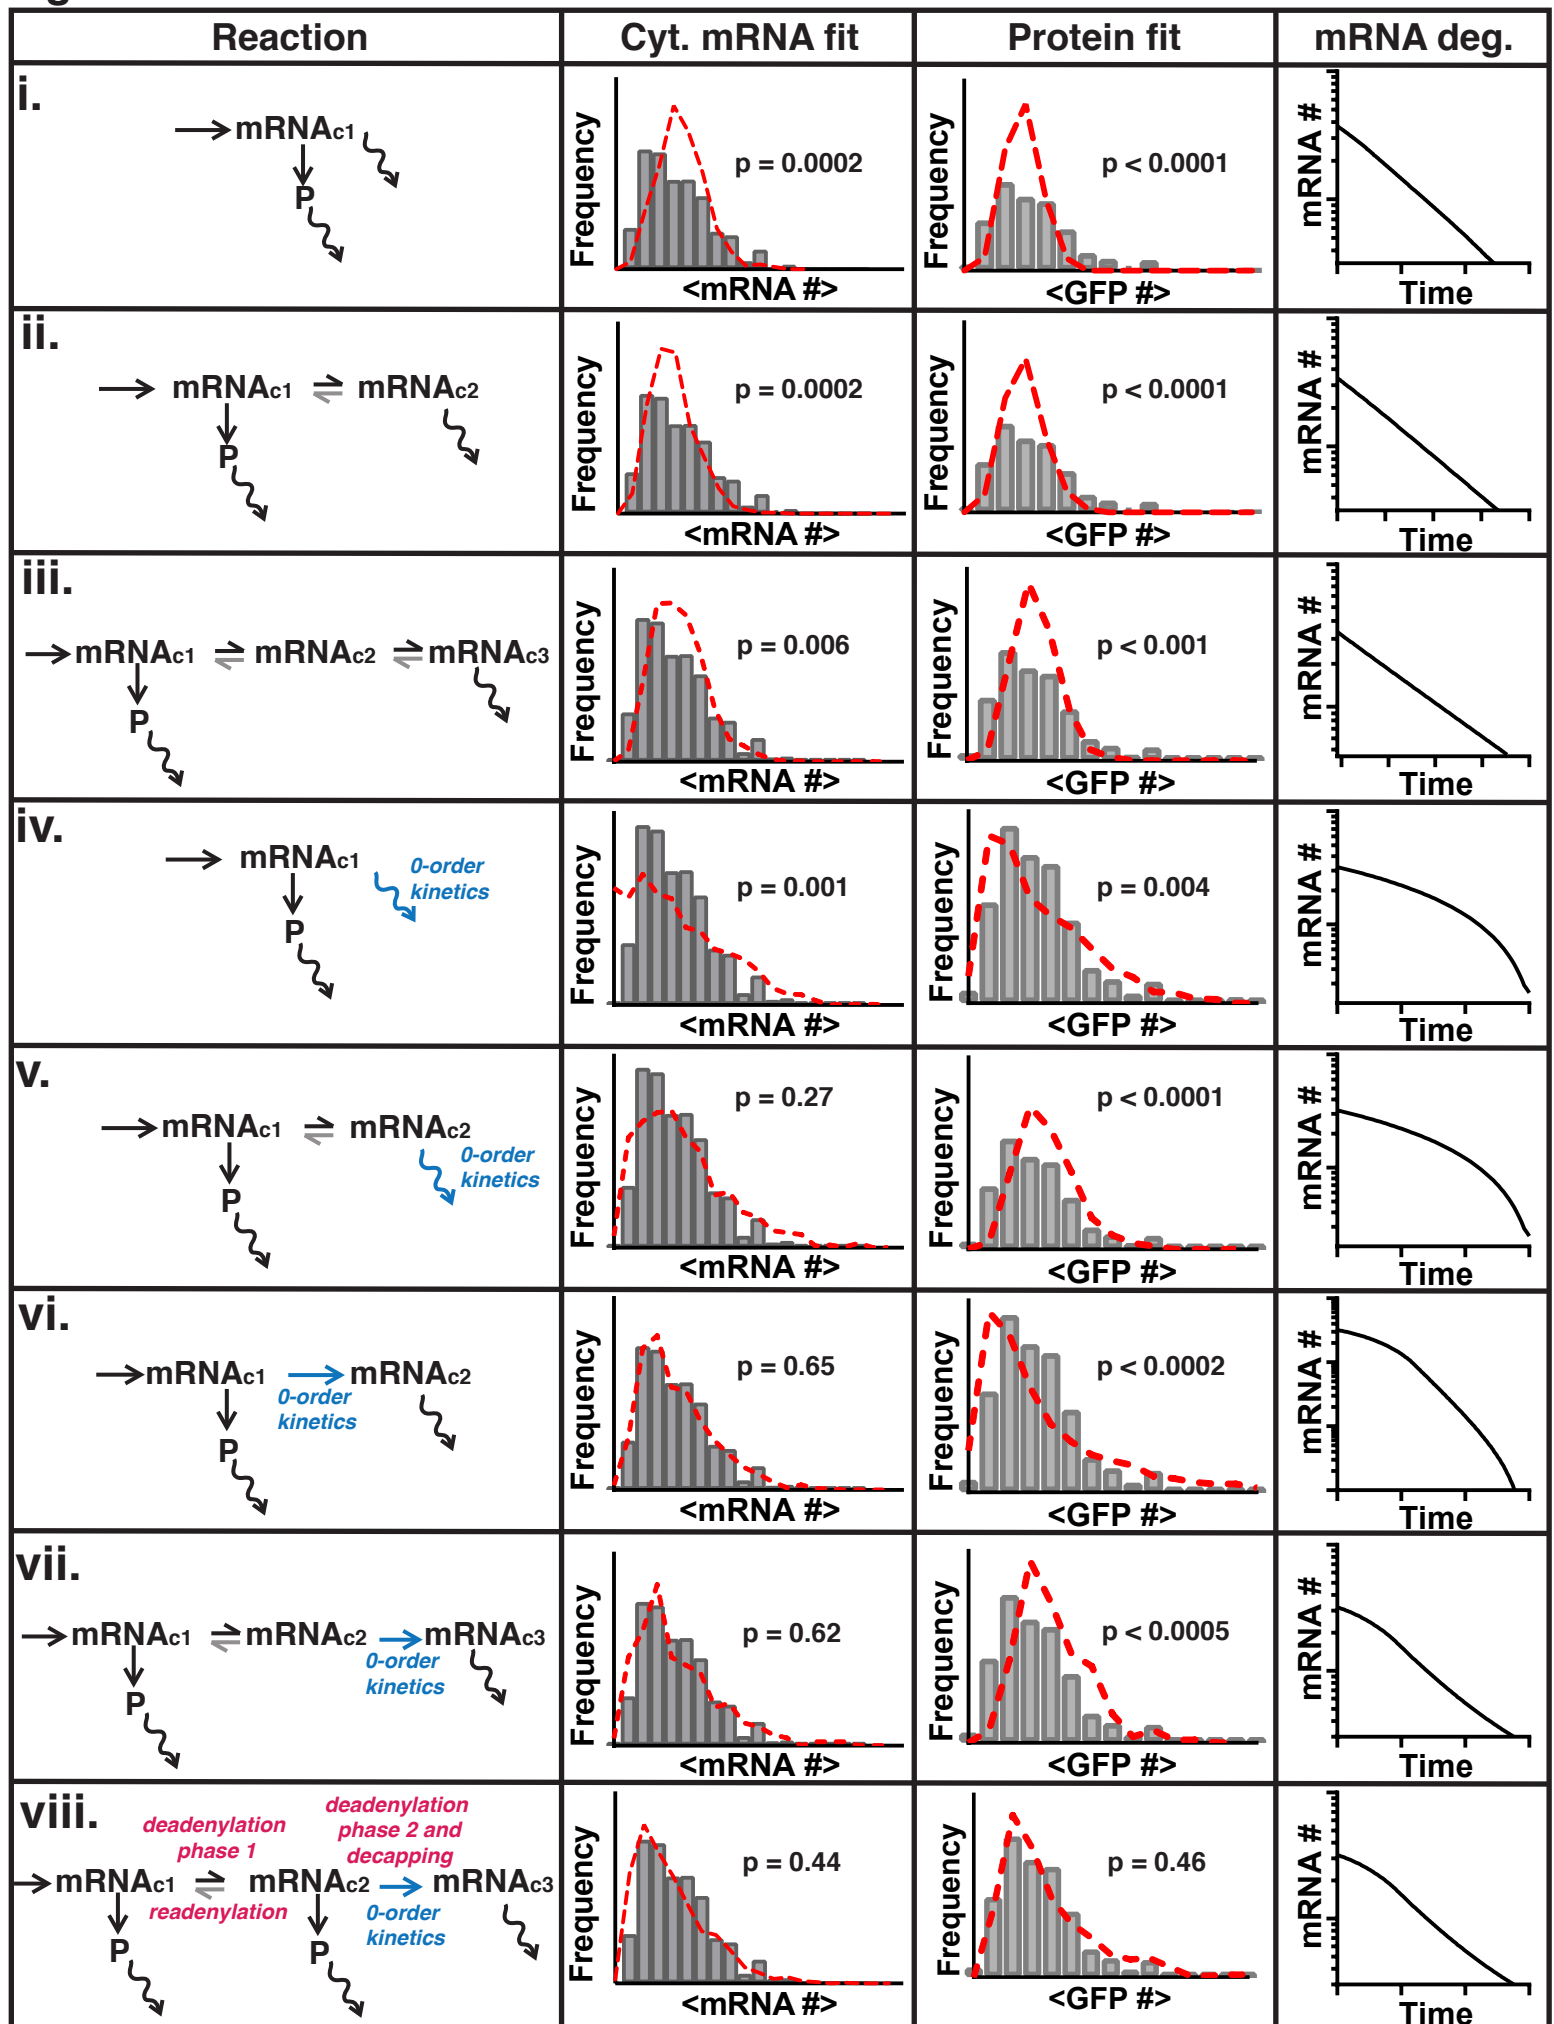 Reaction Cyt. mRNA fit Protein fit mRNA deg.
i.
mRNAc1
P
Frequency
p = 0.0002
<mRNA #>
Frequency
p < 0.0001
<GFP #>
mRNA #
Time
ii.
mRNAc1 ⇌ mRNAc2
P
Frequency
p = 0.0002
<mRNA #>
Frequency
p < 0.0001
<GFP #>
mRNA #
Time
iii.
mRNAc1 ⇌ mRNAc2 ⇌ mRNAc3
P
Frequency
p = 0.006
<mRNA #>
Frequency
p < 0.001
<GFP #>
mRNA #
Time
iv.
mRNAc1
0-order
kinetics
P
Frequency
p = 0.001
<mRNA #>
Frequency
p = 0.004
<GFP #>
mRNA #
Time
v.
mRNAc1 ⇌ mRNAc2
0-order
kinetics
P
Frequency
p = 0.27
<mRNA #>
Frequency
p < 0.0001
<GFP #>
mRNA #
Time
vi.
mRNAc1 → mRNAc2
0-order
kinetics
P
Frequency
p = 0.65
<mRNA #>
Frequency
p < 0.0002
<GFP #>
mRNA #
Time
vii.
mRNAc1 ⇌ mRNAc2 → mRNAc3
0-order
kinetics
P
Frequency
p = 0.62
<mRNA #>
Frequency
p < 0.0005
<GFP #>
mRNA #
Time
viii.
deadenylation
phase 1
deadenylation
phase 2 and
decapping
mRNAc1 ⇌ mRNAc2 → mRNAc3
readenylation
0-order
kinetics
P P
Frequency
p = 0.44
<mRNA #>
Frequency
p = 0.46
<GFP #>
mRNA #
Time